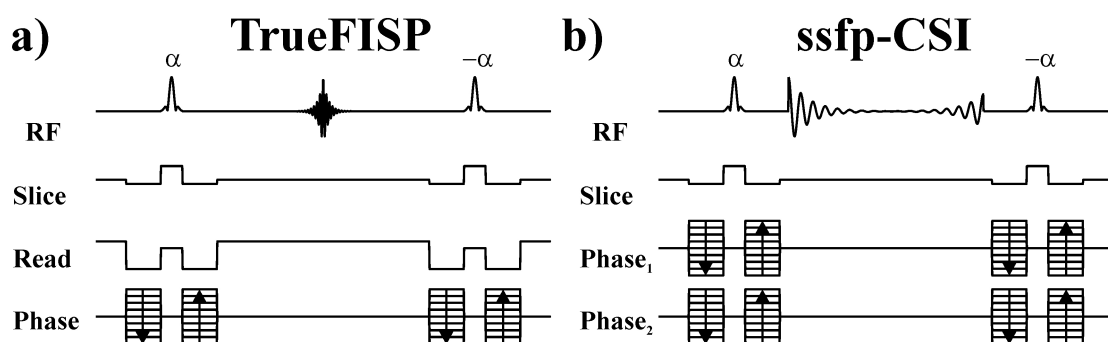 a) TrueFISP
α −α
RF
Slice
Read
Phase
b) ssfp-CSI
α −α
RF
Slice
Phase₁
Phase₂